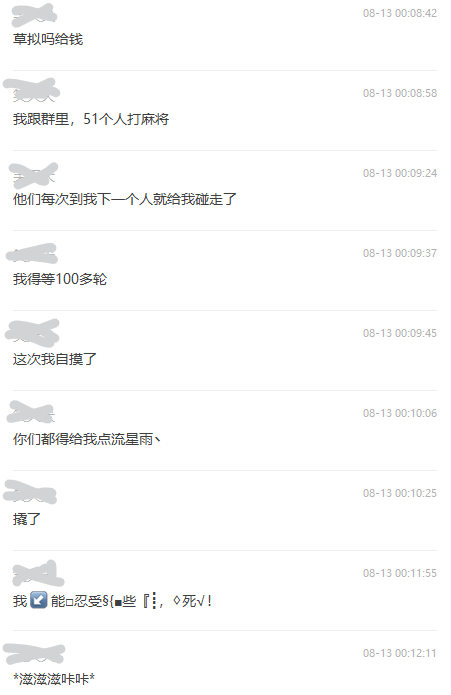 08-13 00:08:42
草拟吗给钱
08-13 00:08:58
我跟群里，51个人打麻将
08-13 00:09:24
他们每次到我下一个人就给我碰走了
08-13 00:09:37
我得等100多轮
08-13 00:09:45
这次我自摸了
08-13 00:10:06
你们都得给我点流星雨丶
08-13 00:10:25
撬了
08-13 00:11:55
我↙️能□忍受§{■些『┋，◊死√！
08-13 00:12:11
*滋滋滋咔咔*